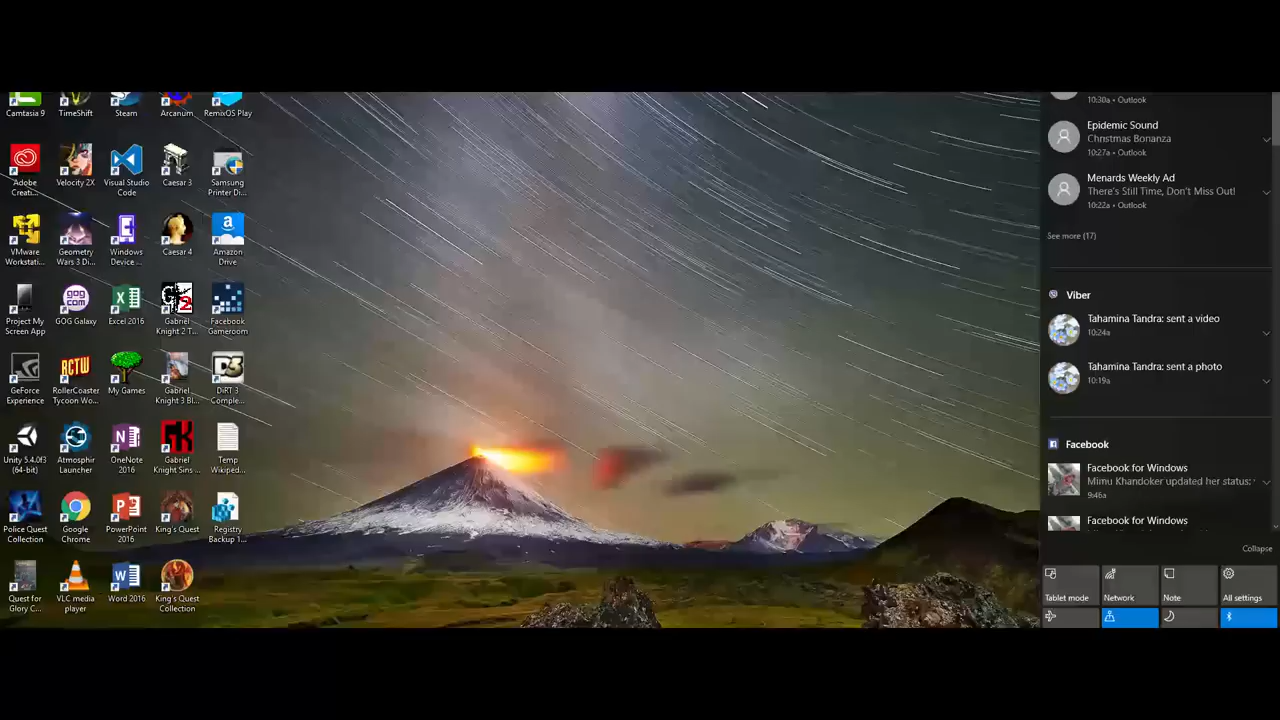 Camtasia 9
TimeShift
Steam
Arcanum
RemixOS Play
Adobe
Creati...
Velocity 2X
Visual Studio
Code
Caesar 3
Samsung
Printer Di...
VMware
Workstati...
Geometry
Wars 3 Di...
Windows
Device ...
Caesar 4
a
Amazon
Drive
Project My
Screen App
gog
com
GOG Galaxy
Excel 2016
GK2
Gabriel
Knight 2 T...
Facebook
Gameroom
GeForce
Experience
RCTW
RollerCoaster
Tycoon Wo...
My Games
Gabriel
Knight 3 Bl...
D3
DiRT 3
Comple...
Unity 5.4.0f3
(64-bit)
Atmosphir
Launcher
OneNote
2016
GK
Gabriel
Knight Sins ...
Temp
Wikiped...
Police Quest
Collection
Google
Chrome
PowerPoint
2016
King's Quest
Registry
Backup 1...
Quest for
Glory C...
VLC media
player
Word 2016
King's Quest
Collection
10:30a • Outlook
Epidemic Sound
Christmas Bonanza
10:27a • Outlook
Menards Weekly Ad
There's Still Time, Don't Miss Out!
10:22a • Outlook
See more (17)
Viber
Tahamina Tandra: sent a video
10:24a
Tahamina Tandra: sent a photo
10:19a
Facebook
Facebook for Windows
Mimu Khandoker updated her status:
9:46a
Facebook for Windows
Collapse
Tablet mode
Network
Note
All settings